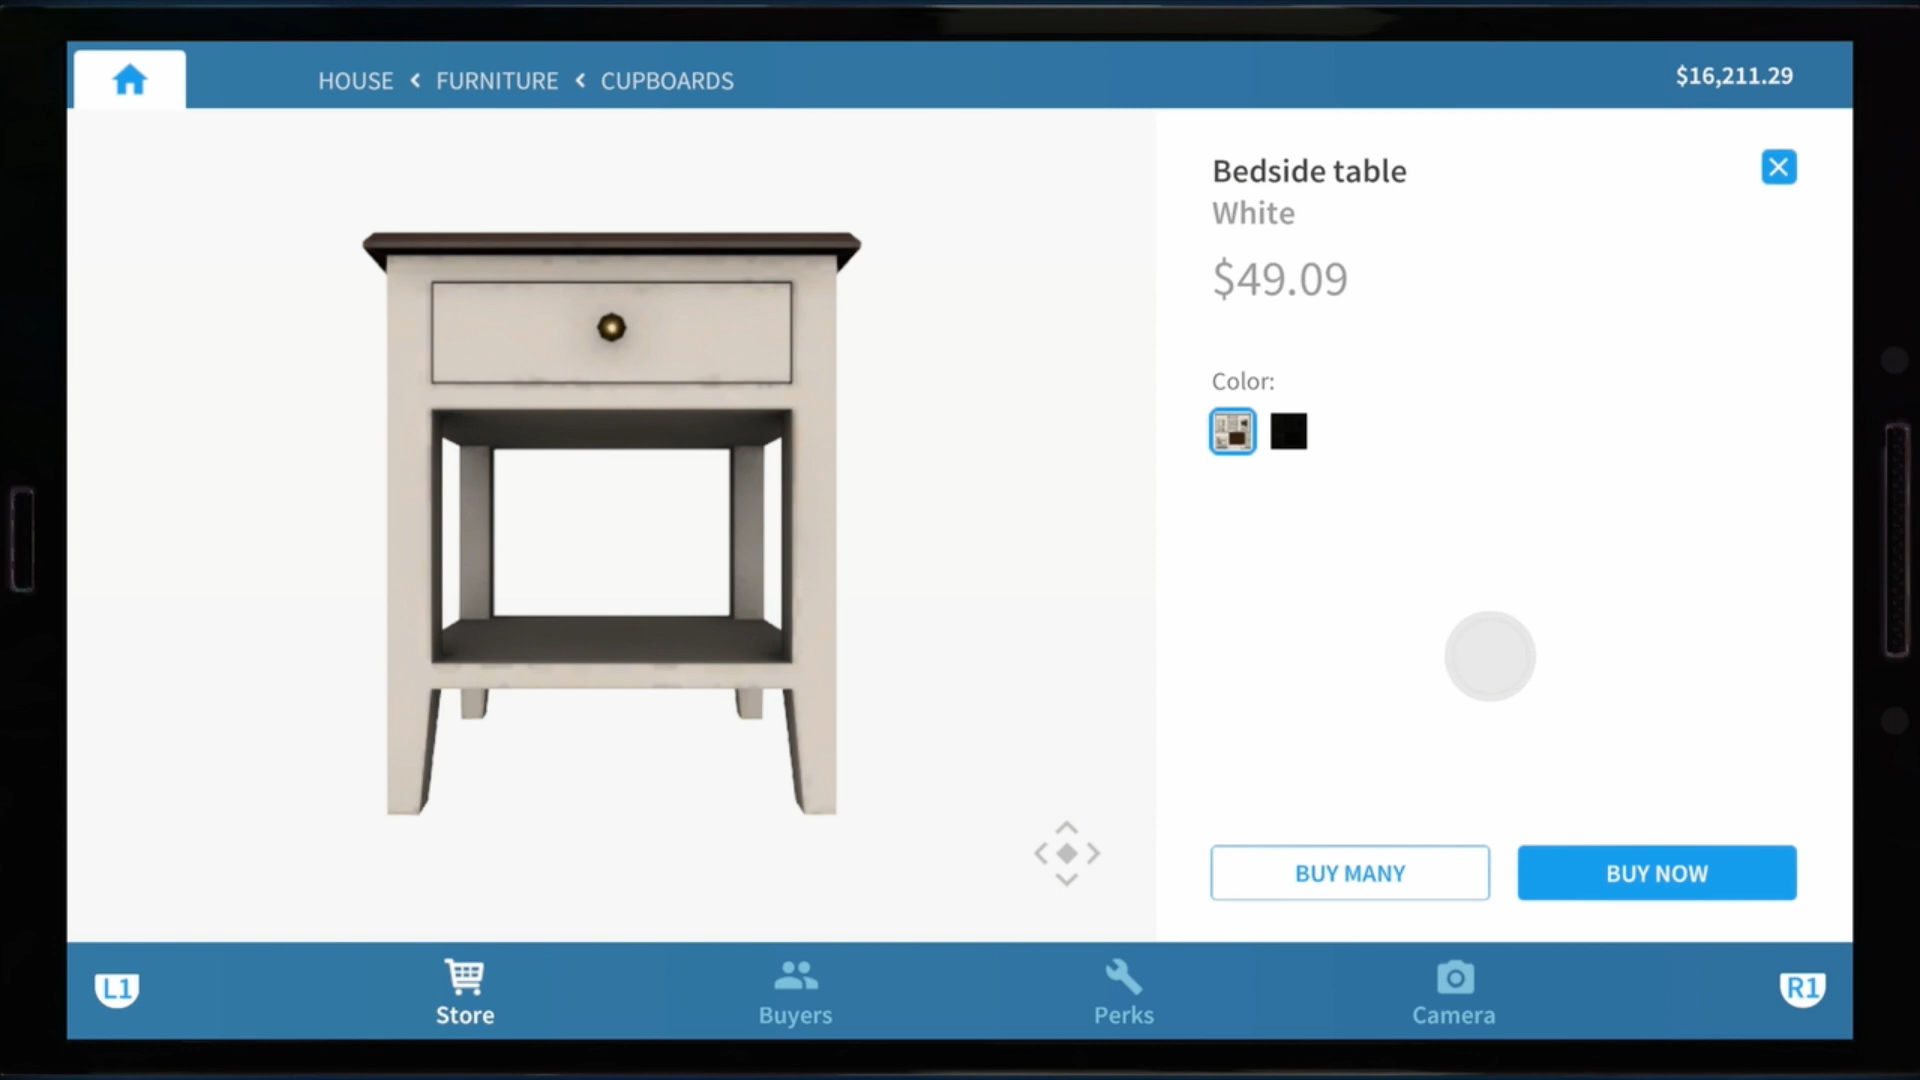 HOUSE < FURNITURE < CUPBOARDS
$16,211.29
Bedside table
White
$49.09
Color:
BUY MANY
BUY NOW
L1
Store
Buyers
Perks
Camera
R1